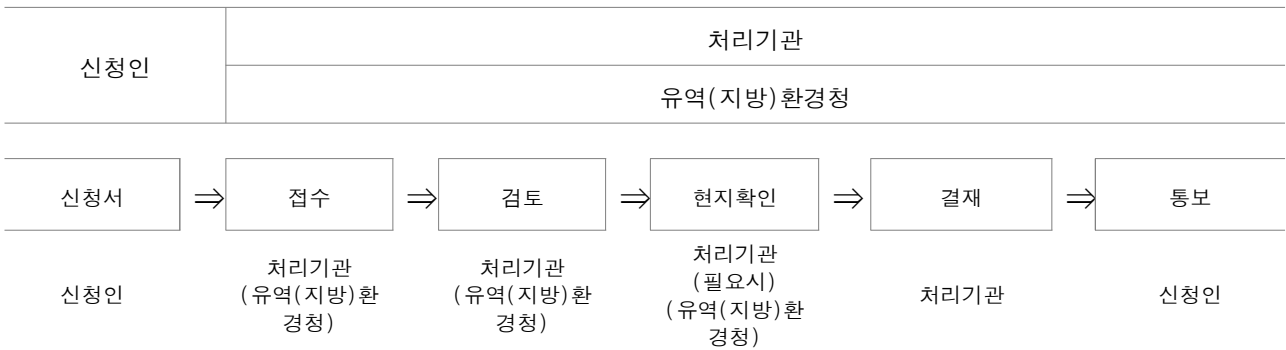 신청인
처리기관
유역(지방)환경청
신청서 ⇒ 접수 ⇒ 검토 ⇒ 현지확인 ⇒ 결재 ⇒ 통보
신청인
처리기관
(유역(지방)환
경청)
처리기관
(유역(지방)환
경청)
처리기관
(필요시)
(유역(지방)환
경청)
처리기관
신청인